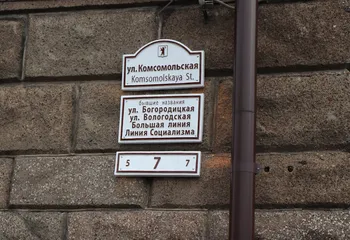 ул.Комсомольская
Komsomolskaya St.
бывшие названия
ул. Богородицкая
ул. Вологодская
Большая линия
Линия Социализма
5 7 7